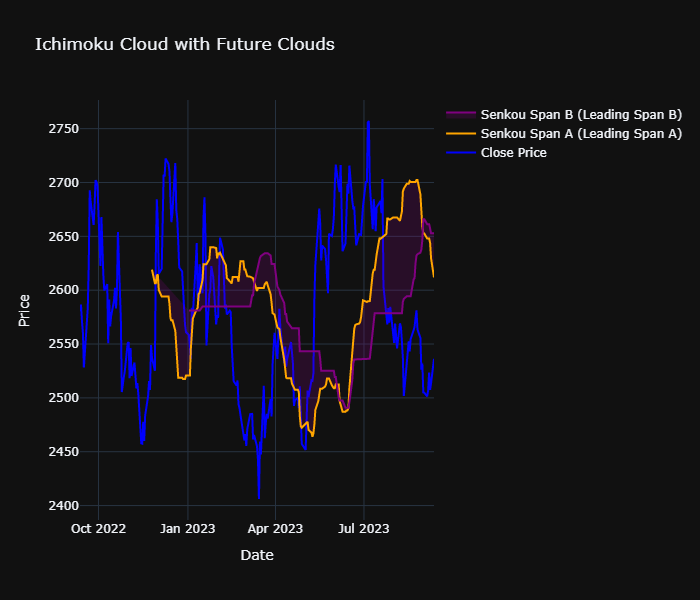 Ichimoku Cloud with Future Clouds
Senkou Span B (Leading Span B)
Senkou Span A (Leading Span A)
Close Price
2750
2700
2650
2600
2550
2500
2450
2400
Price
Oct 2022
Jan 2023
Apr 2023
Jul 2023
Date